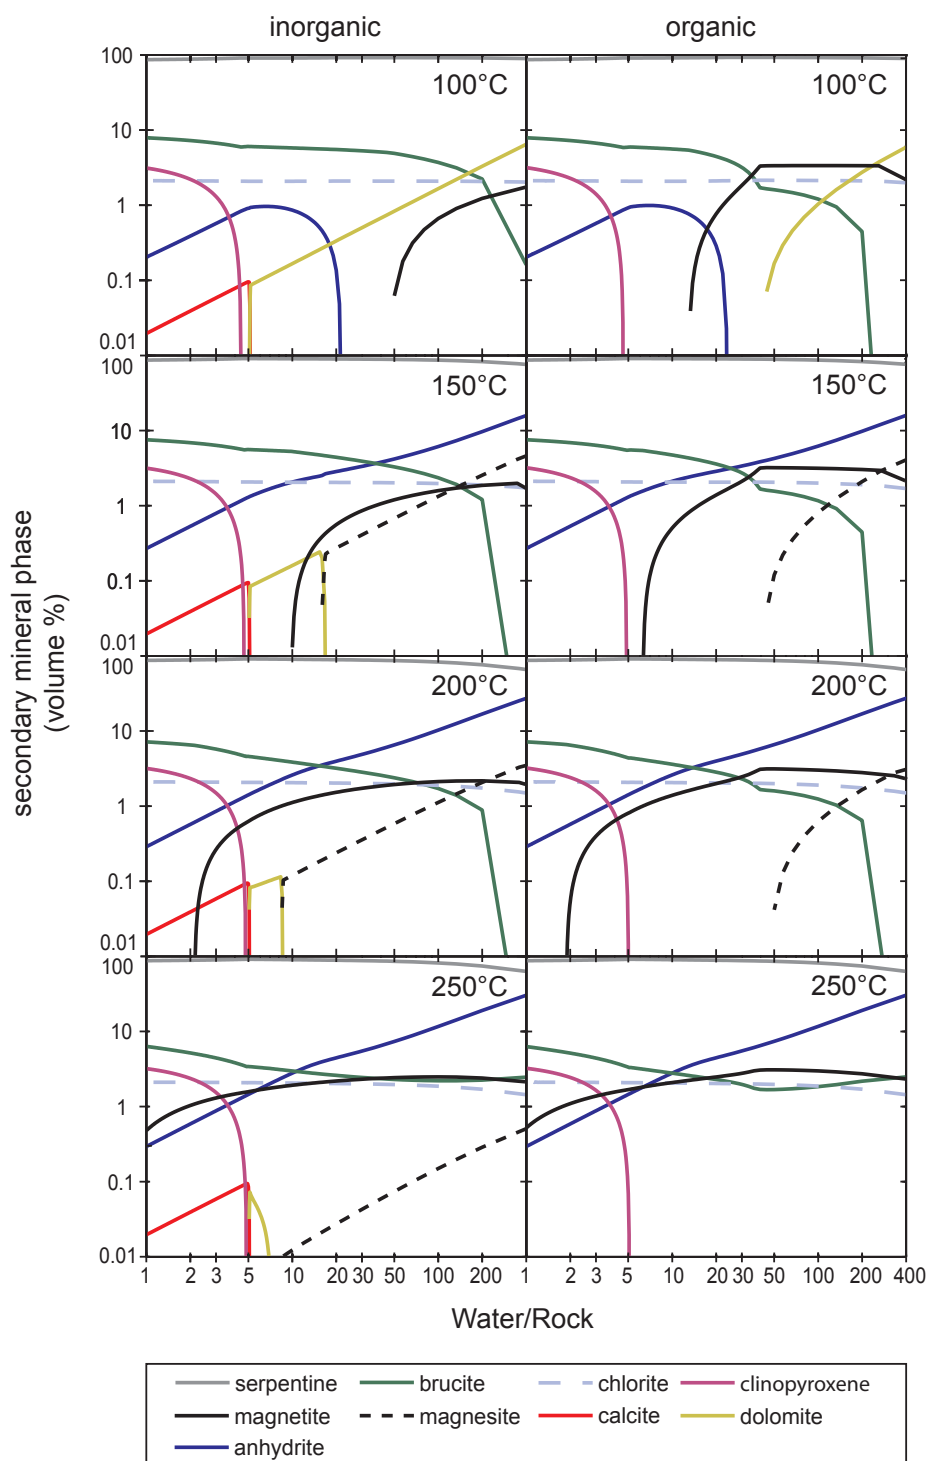 inorganic organic
100 100°C 100°C
10
1
0.1
0.01
100 150°C 150°C
10
1
0.1
0.01
100 200°C 200°C
10
1
0.1
0.01
100 250°C 250°C
10
1
0.1
0.01
secondary mineral phase
(volume %)
1 2 3 5 10 20 30 50 100 200 1 2 3 5 10 20 30 50 100 200 400
Water/Rock
serpentine brucite chlorite clinopyroxene
magnetite magnesite calcite dolomite
anhydrite